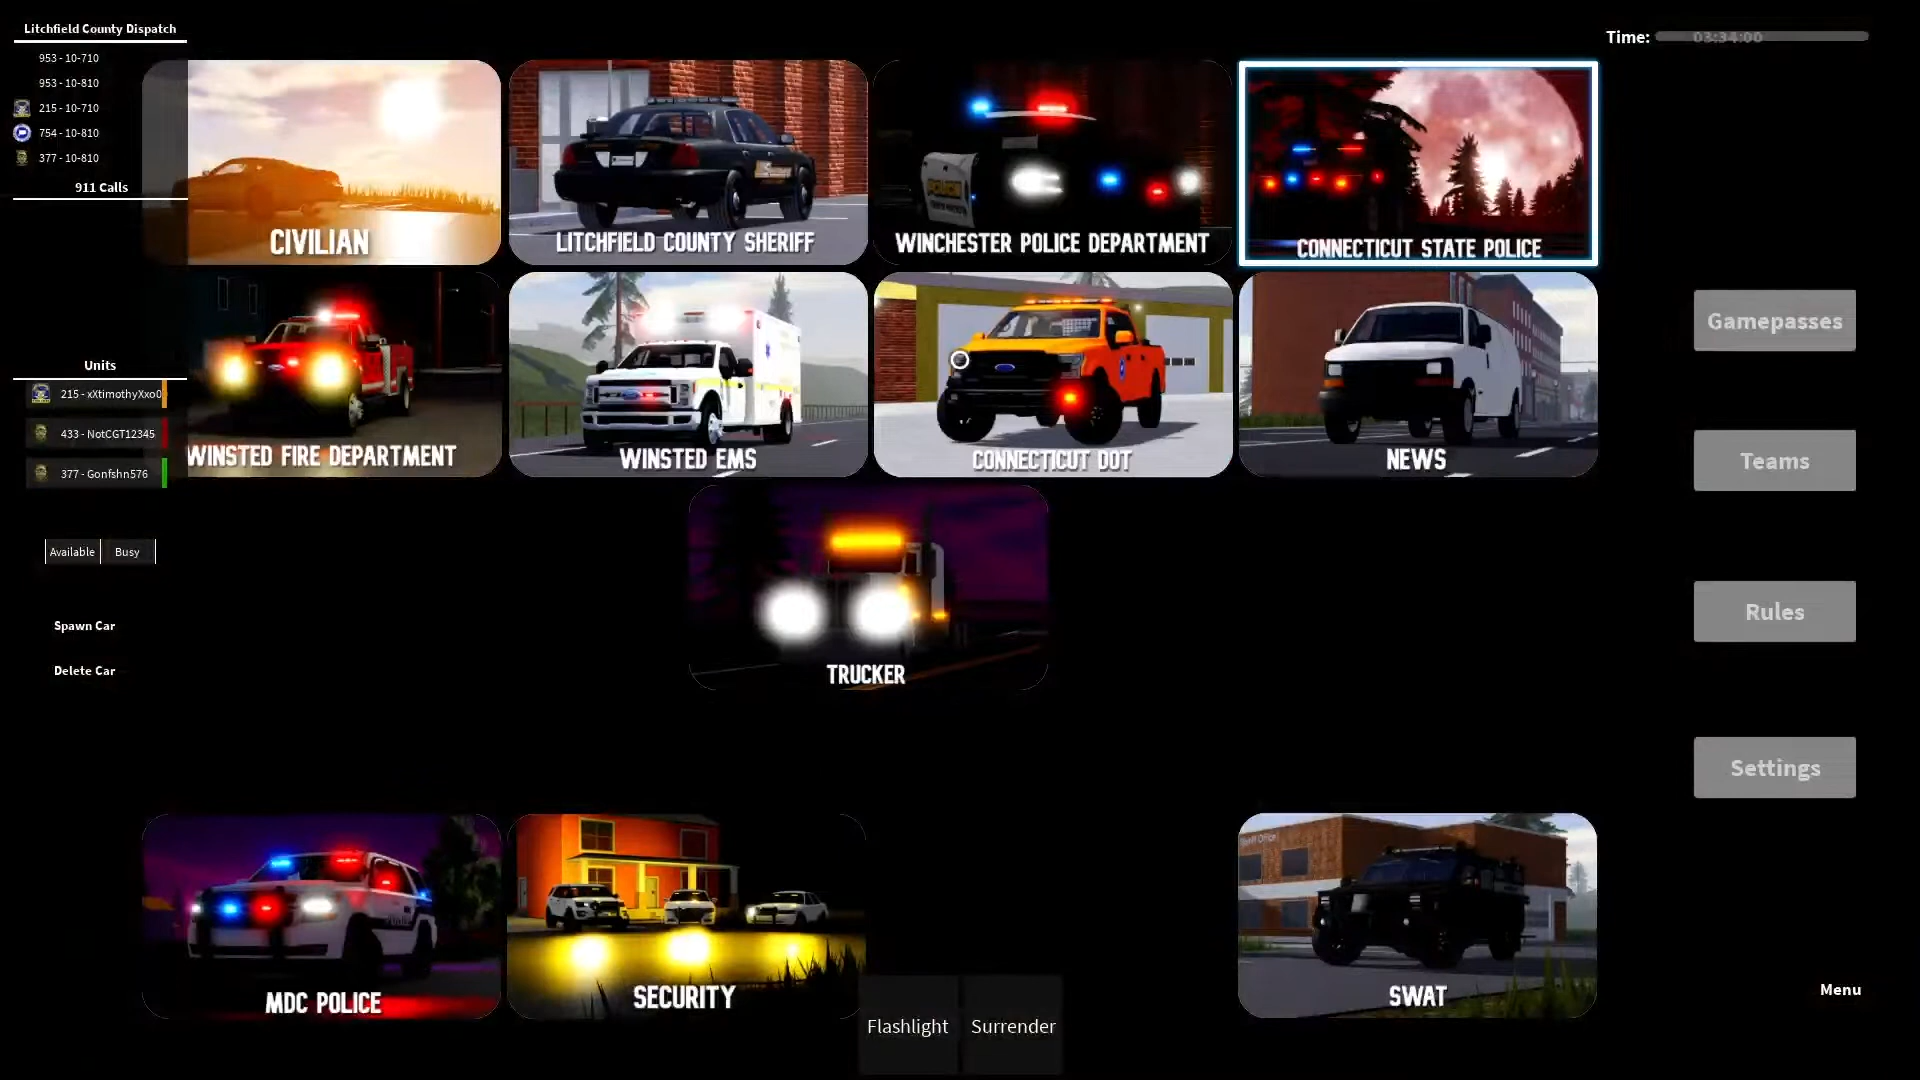 Litchfield County Dispatch
953 - 10-710
953 - 10-810
215 - 10-710
754 - 10-810
377 - 10-810
911 Calls
Time:
03:34:00
CIVILIAN
LITCHFIELD COUNTY SHERIFF
WINCHESTER POLICE DEPARTMENT
CONNECTICUT STATE POLICE
WINSTED FIRE DEPARTMENT
WINSTED EMS
CONNECTICUT DOT
NEWS
Units
215 - xXtimothyXxo0
433 - NotCGT12345
377 - Gonfshn576
Available
Busy
Spawn Car
Delete Car
TRUCKER
Gamepasses
Teams
Rules
Settings
MDC POLICE
SECURITY
SWAT
Flashlight
Surrender
Menu